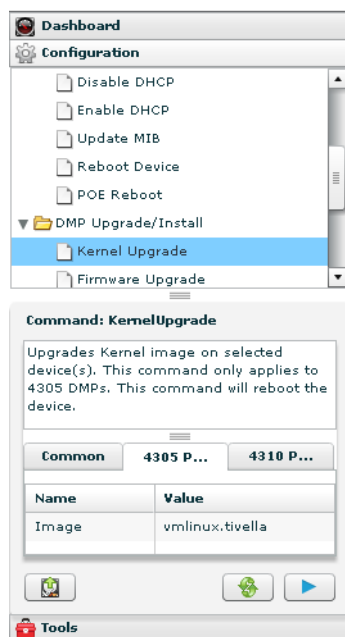 Dashboard
Configuration
Disable DHCP
Enable DHCP
Update MIB
Reboot Device
POE Reboot
DMP Upgrade/Install
Kernel Upgrade
Firmware Upgrade
Command: KernelUpgrade
Upgrades Kernel image on selected
device(s). This command only applies to
4305 DMPs. This command will reboot the
device.
Common 4305 P... 4310 P...
Name Value
Image vmlinux.tivella
Tools